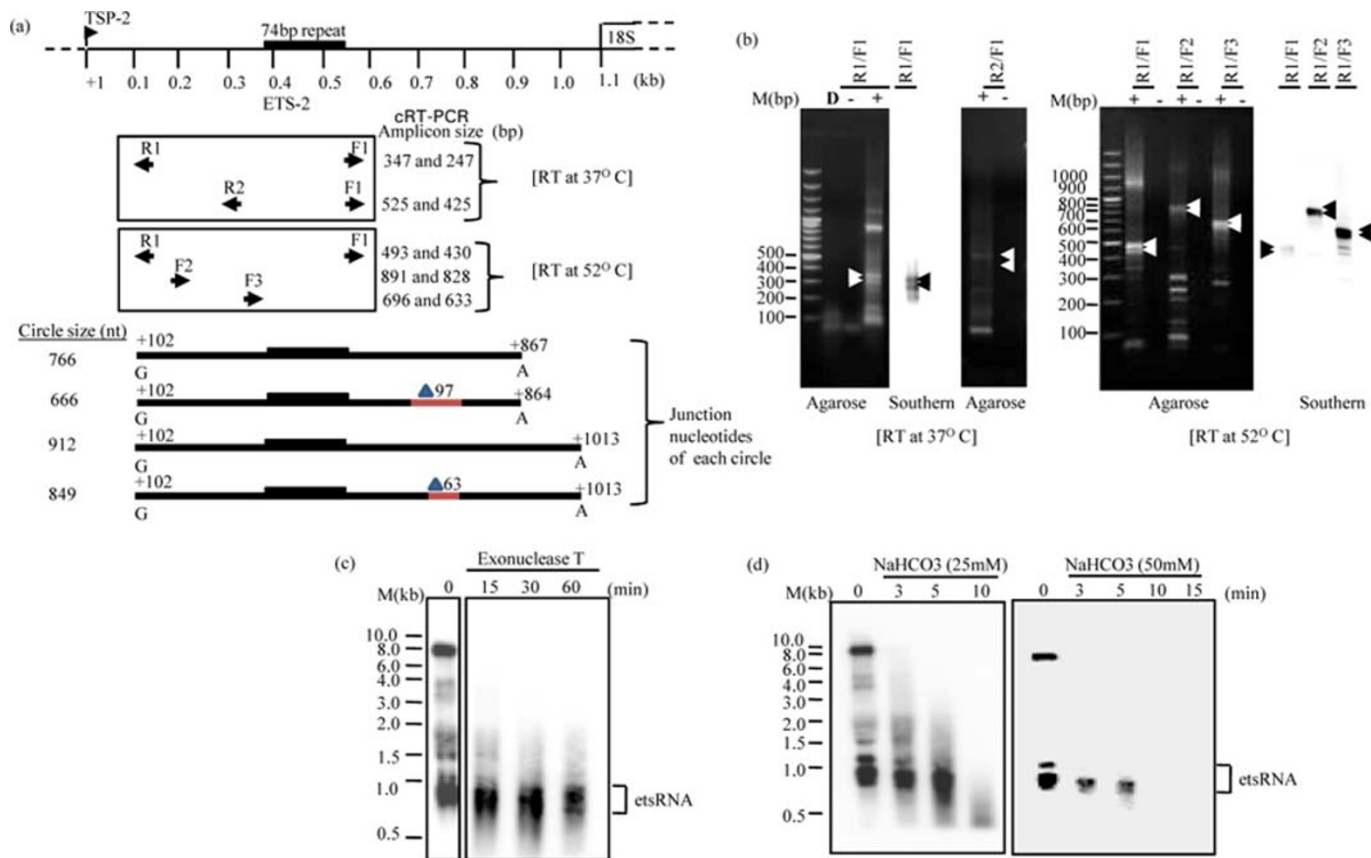 (a)
TSP-2
74bp repeat
18S
+1 0.1 0.2 0.3 0.4 0.5 0.6 0.7 0.8 0.9 1.0 1.1 (kb)
ETS-2
cRT-PCR
Amplicon size (bp)
R1 F1 347 and 247
R2 F1 525 and 425
[RT at 37⁰ C]
R1 F1 493 and 430
F2 891 and 828
F3 696 and 633
[RT at 52⁰ C]
Circle size (nt)
766 +102 +867
G A
666 +102 97 +864
G A
912 +102 +1013
G A
849 +102 63 +1013
G A
Junction
nucleotides
of each circle
(b)
R1/F1 R1/F1 R2/F1
M(bp) D - + + -
500
400
300
200
100
Agarose Southern Agarose
[RT at 37⁰ C]
R1/F1 R1/F2 R1/F3 R1/F1 R1/F2 R1/F3
M(bp) + - + - + -
1000
900
800
700
600
500
400
300
200
100
Agarose Southern
[RT at 52⁰ C]
(c)
Exonuclease T
M(kb) 0 15 30 60 (min)
10.0
8.0
6.0
4.0
3.0
2.0
1.5
1.0
0.5
etsRNA
(d)
NaHCO3 (25mM) NaHCO3 (50mM)
M(kb) 0 3 5 10 0 3 5 10 15 (min)
10.0
8.0
6.0
4.0
3.0
2.0
1.5
1.0
0.5
etsRNA